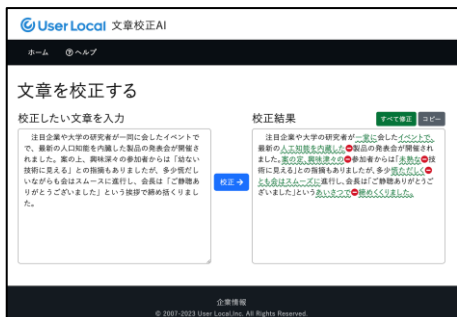 User Local 文章校正AI
ホーム ?ヘルプ
文章を校正する
校正したい文章を入力
注目企業や大学の研究者が一同に会したイベントで
で、最新の人口知能を内蔵した製品の発表会が開催さ
れました。案の上、興味深々の参加者からは「幼ない
技術に見える」との指摘もありましたが、多少慌だし
いながらも会はスムースに進行し、会長は「ご静聴あ
りがとうございました」という挨拶で締め括くりまし
た。
校正→
校正結果
すべて修正 コピー
注目企業や大学の研究者が一堂に会したイベントで、
最新の人工知能を内蔵した製品の発表会が開催され
ました。案の定、興味津々の参加者からは「未熟な技
術に見える」との指摘もありましたが、多少慌ただしく
とも会はスムーズに進行し、会長は「ご静聴ありがとうご
ざいました」というあいさつで締めくくりました。
企業情報
© 2007-2023 User Local,Inc. All Rights Reserved.